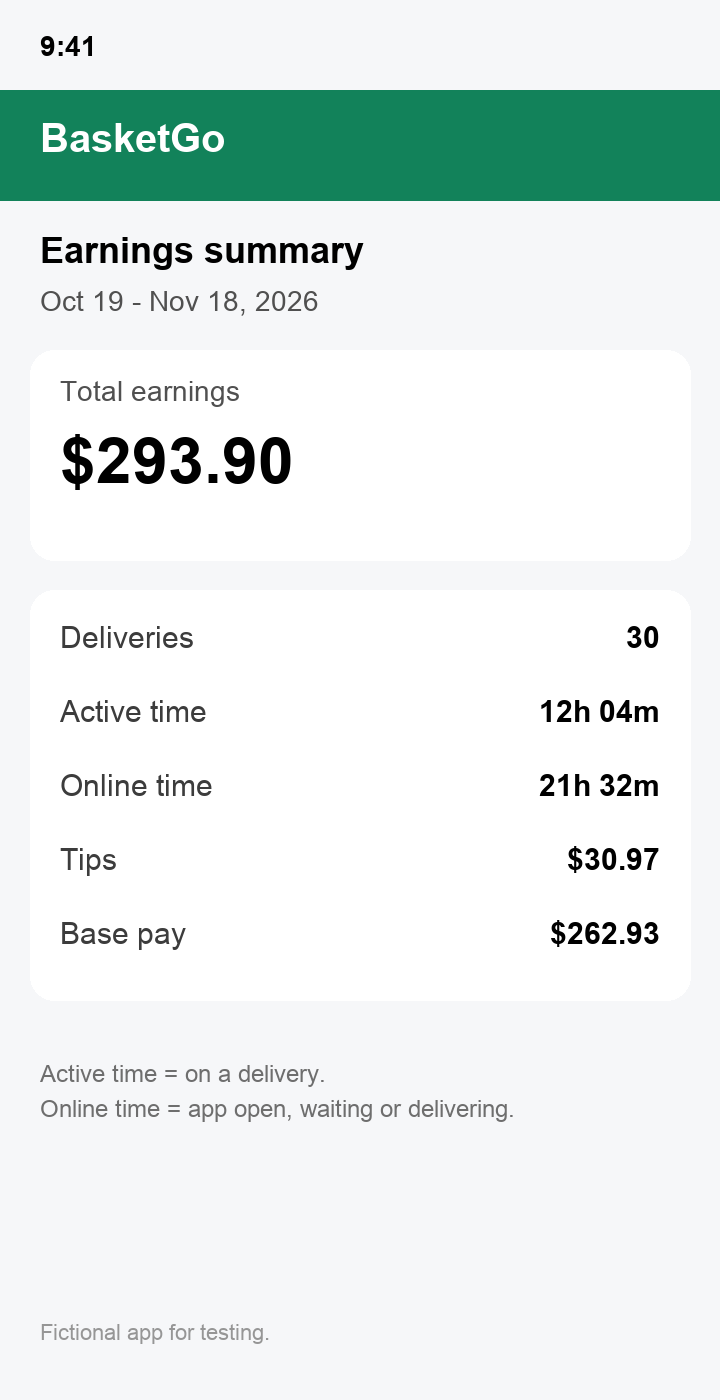 9:41
BasketGo
Earnings summary
Oct 19 - Nov 18, 2026
Total earnings
$293.90
Deliveries 30
Active time 12h 04m
Online time 21h 32m
Tips $30.97
Base pay $262.93
Active time = on a delivery.
Online time = app open, waiting or delivering.
Fictional app for testing.